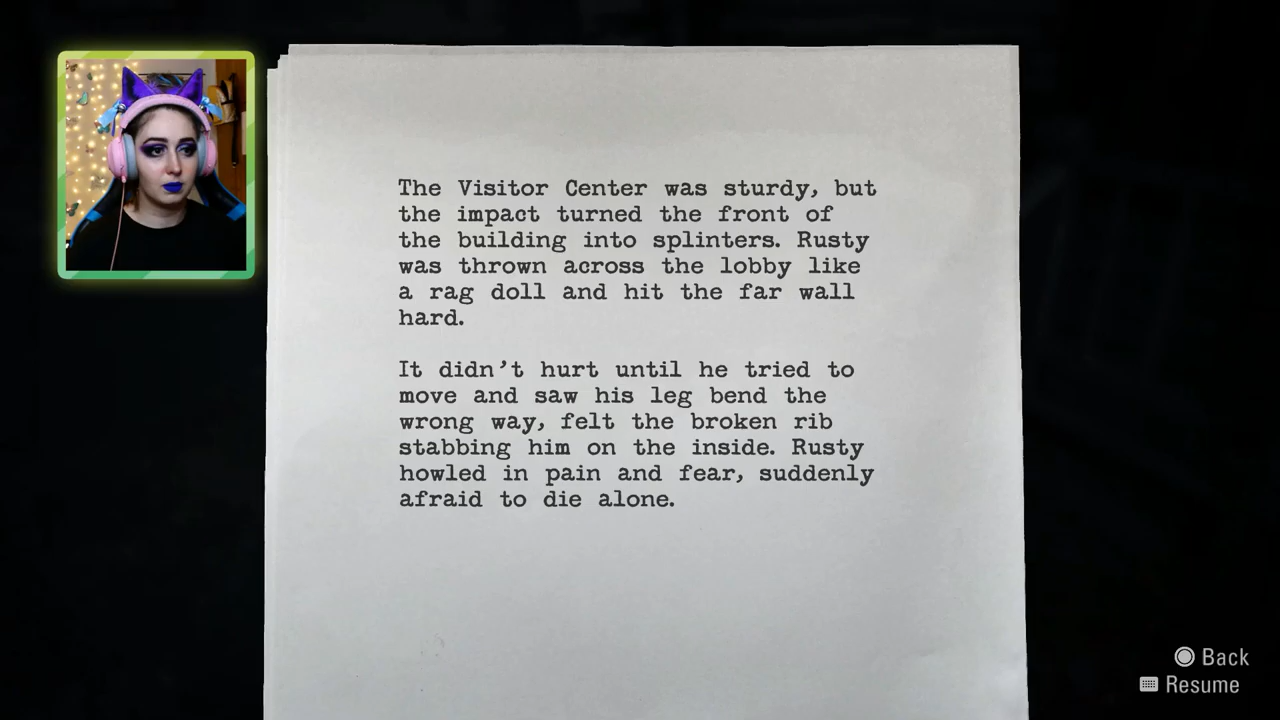 The Visitor Center was sturdy, but
the impact turned the front of
the building into splinters. Rusty
was thrown across the lobby like
a rag doll and hit the far wall
hard.
It didn't hurt until he tried to
move and saw his leg bend the
wrong way, felt the broken rib
stabbing him on the inside. Rusty
howled in pain and fear, suddenly
afraid to die alone.
Back
Resume